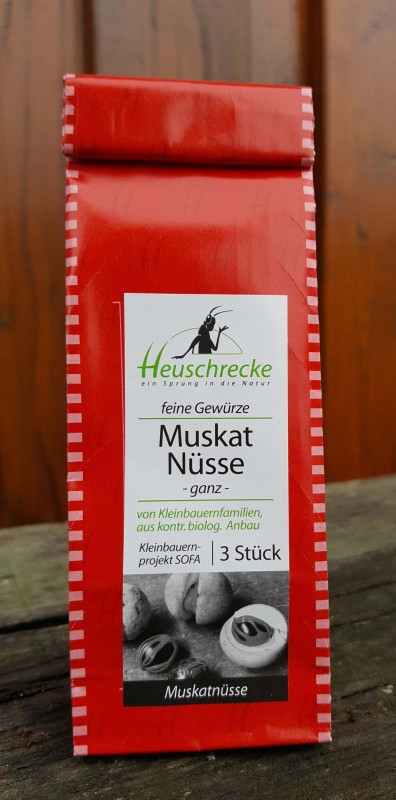 Heuschrecke
ein Sprung in die Natur
feine Gewürze
Muskat
Nüsse
- ganz -
von Kleinbauernfamilien,
aus kontr. biolog. Anbau
Kleinbauern-
projekt SOFA
3 Stück
Muskatnüsse